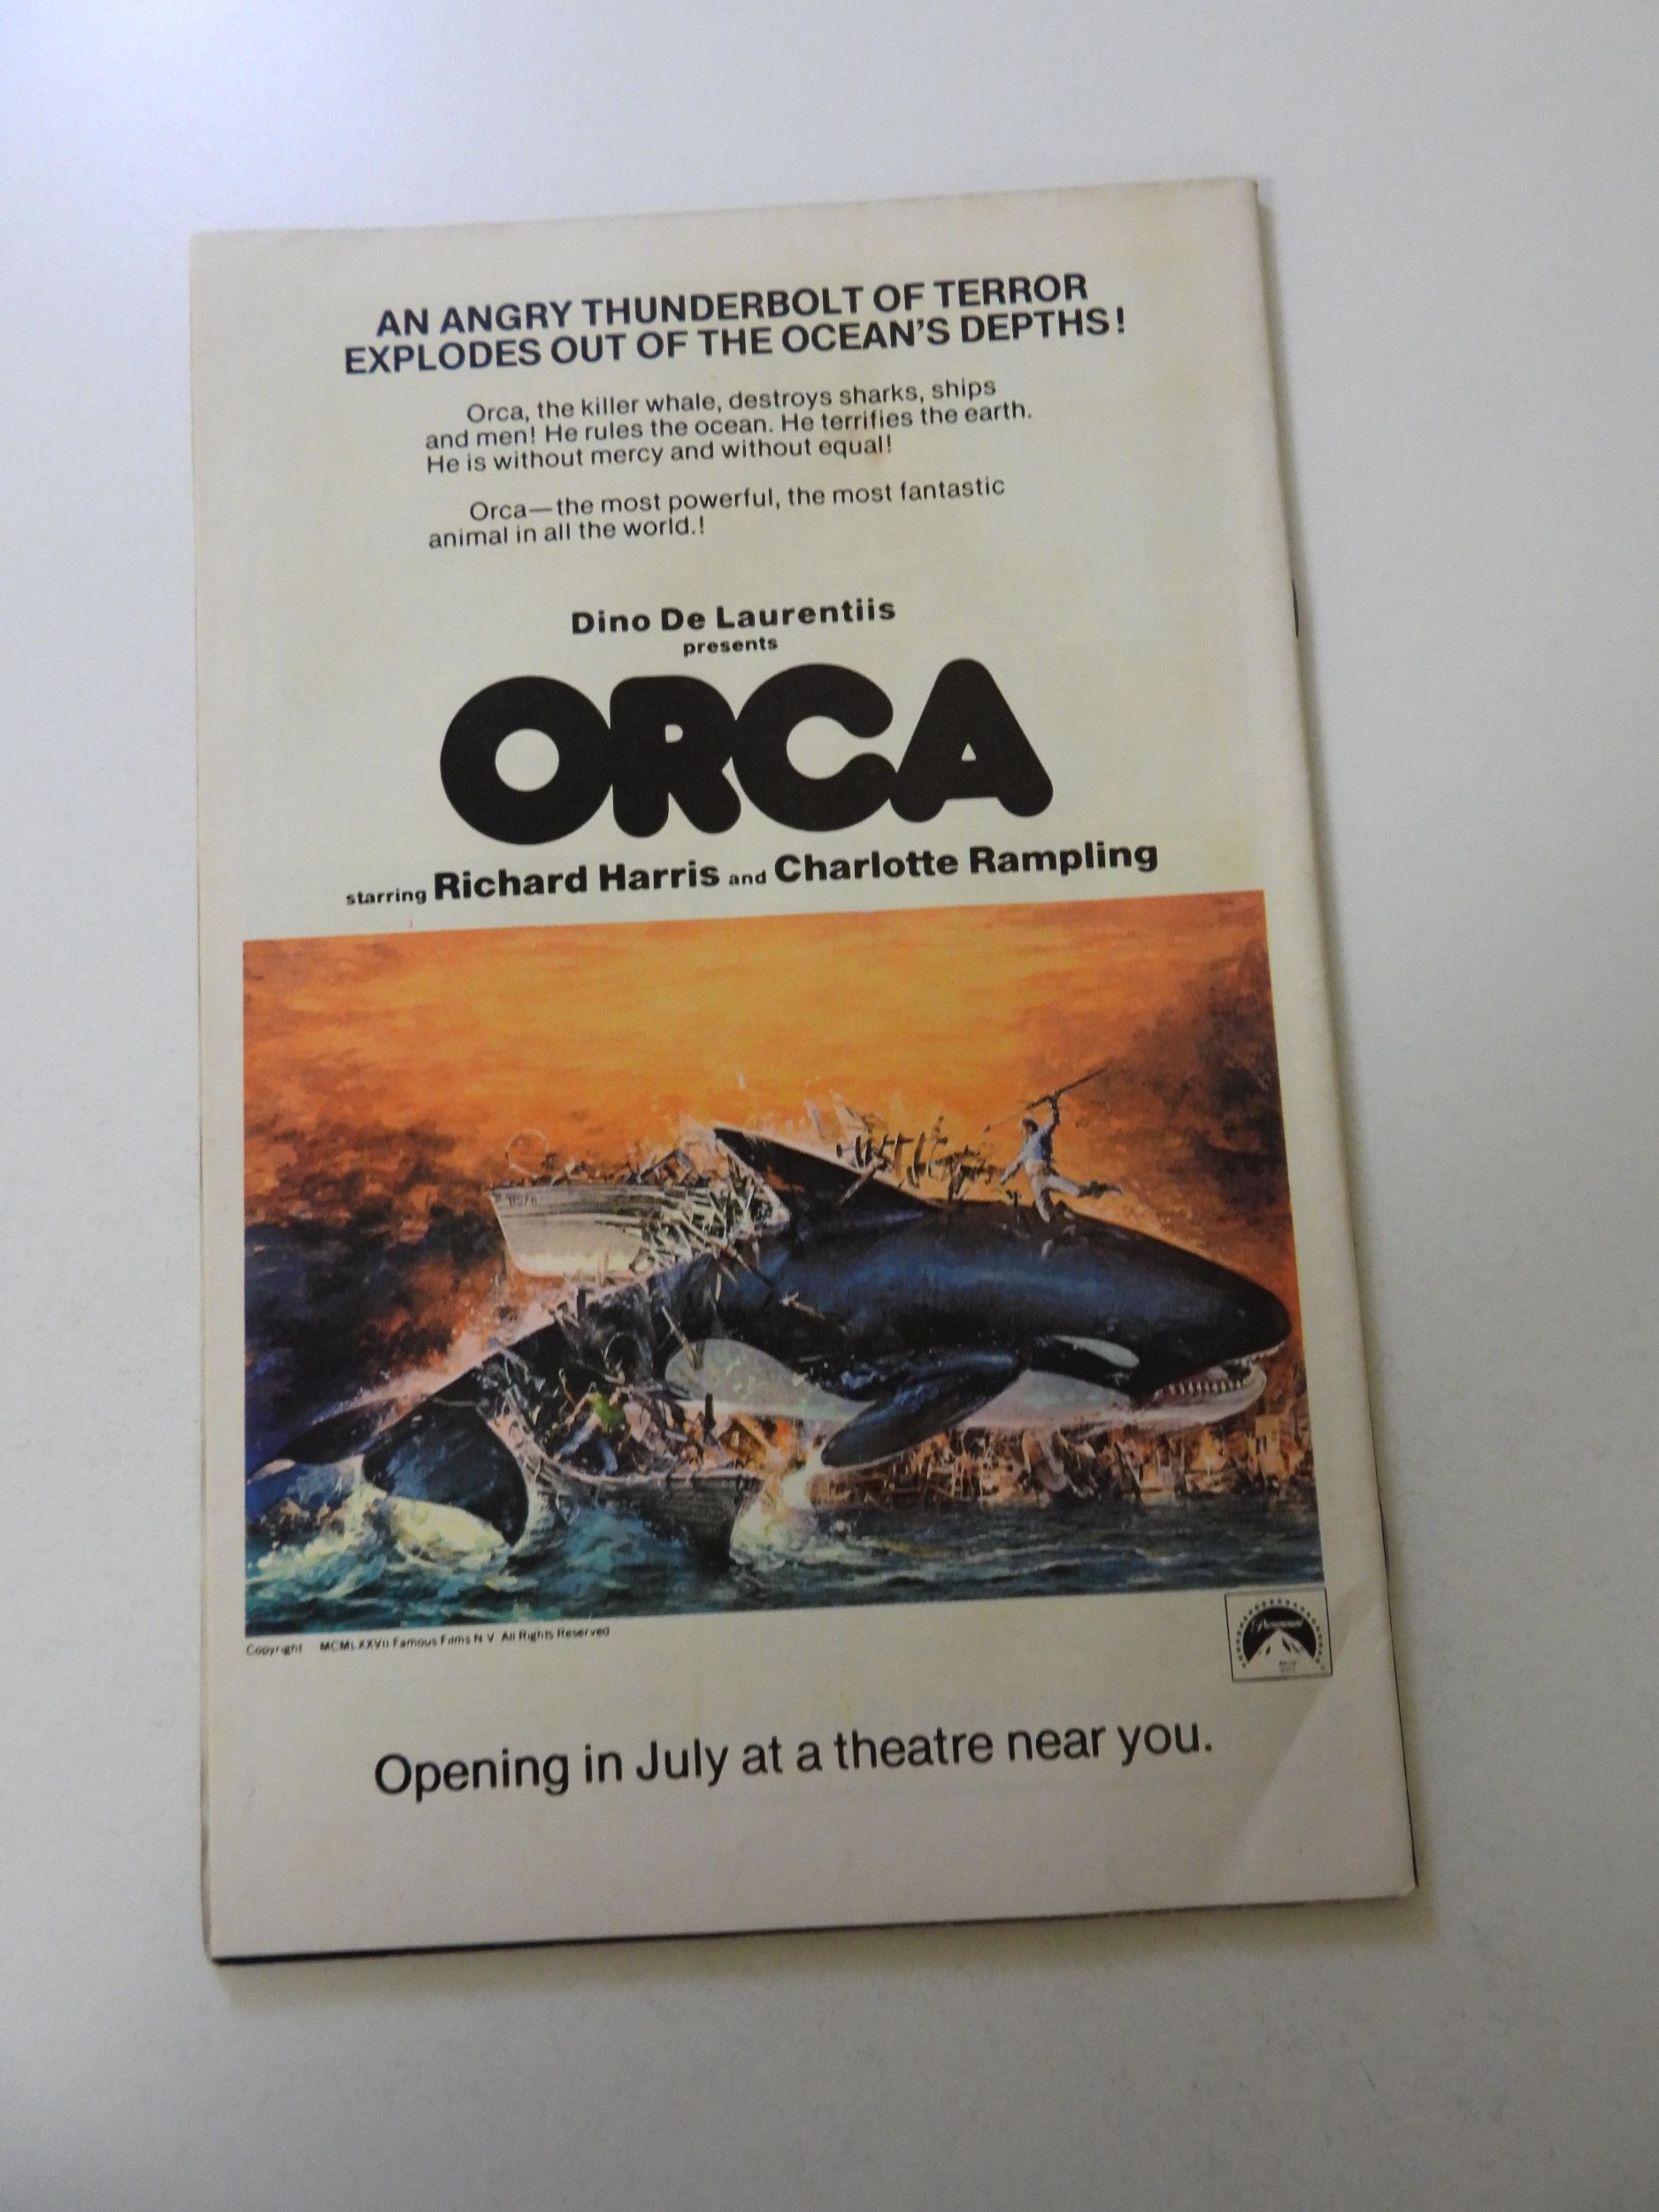 AN ANGRY THUNDERBOLT OF TERROR
EXPLODES OUT OF THE OCEAN'S DEPTHS!
Orca, the killer whale, destroys sharks, ships
and men! He rules the ocean. He terrifies the earth.
He is without mercy and without equal!
Orca—the most powerful, the most fantastic
animal in all the world.!
Dino De Laurentiis
presents
ORCA
starring Richard Harris and Charlotte Rampling
Copyright MCMLXXVII Famous Films N V All Rights Reserved
Paramount
Opening in July at a theatre near you.